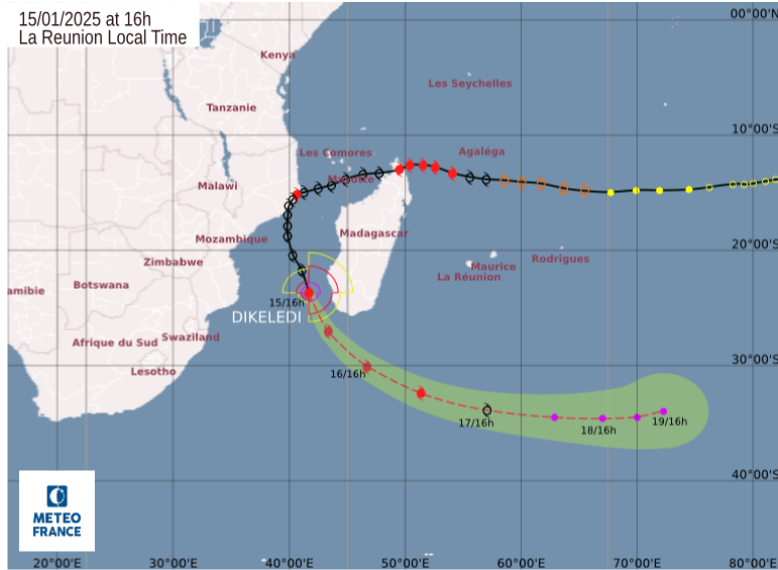 15/01/2025 at 16h
La Reunion Local Time
00°00'N
Kenya
Les Seychelles
Tanzanie
10°00'S
Les Comores
Agaléga
Malawi
Mayotte
Mozambique
Madagascar
20°00'S
Zimbabwe
Maurice
Rodrigues
La Réunion
amibie
Botswana
15/16h
DIKELEDI
Afrique du Sud
Swaziland
Lesotho
30°00'S
16/16h
17/16h
18/16h
19/16h
40°00'S
METEO
FRANCE
20°00'E
30°00'E
40°00'E
50°00'E
60°00'E
70°00'E
80°00'E